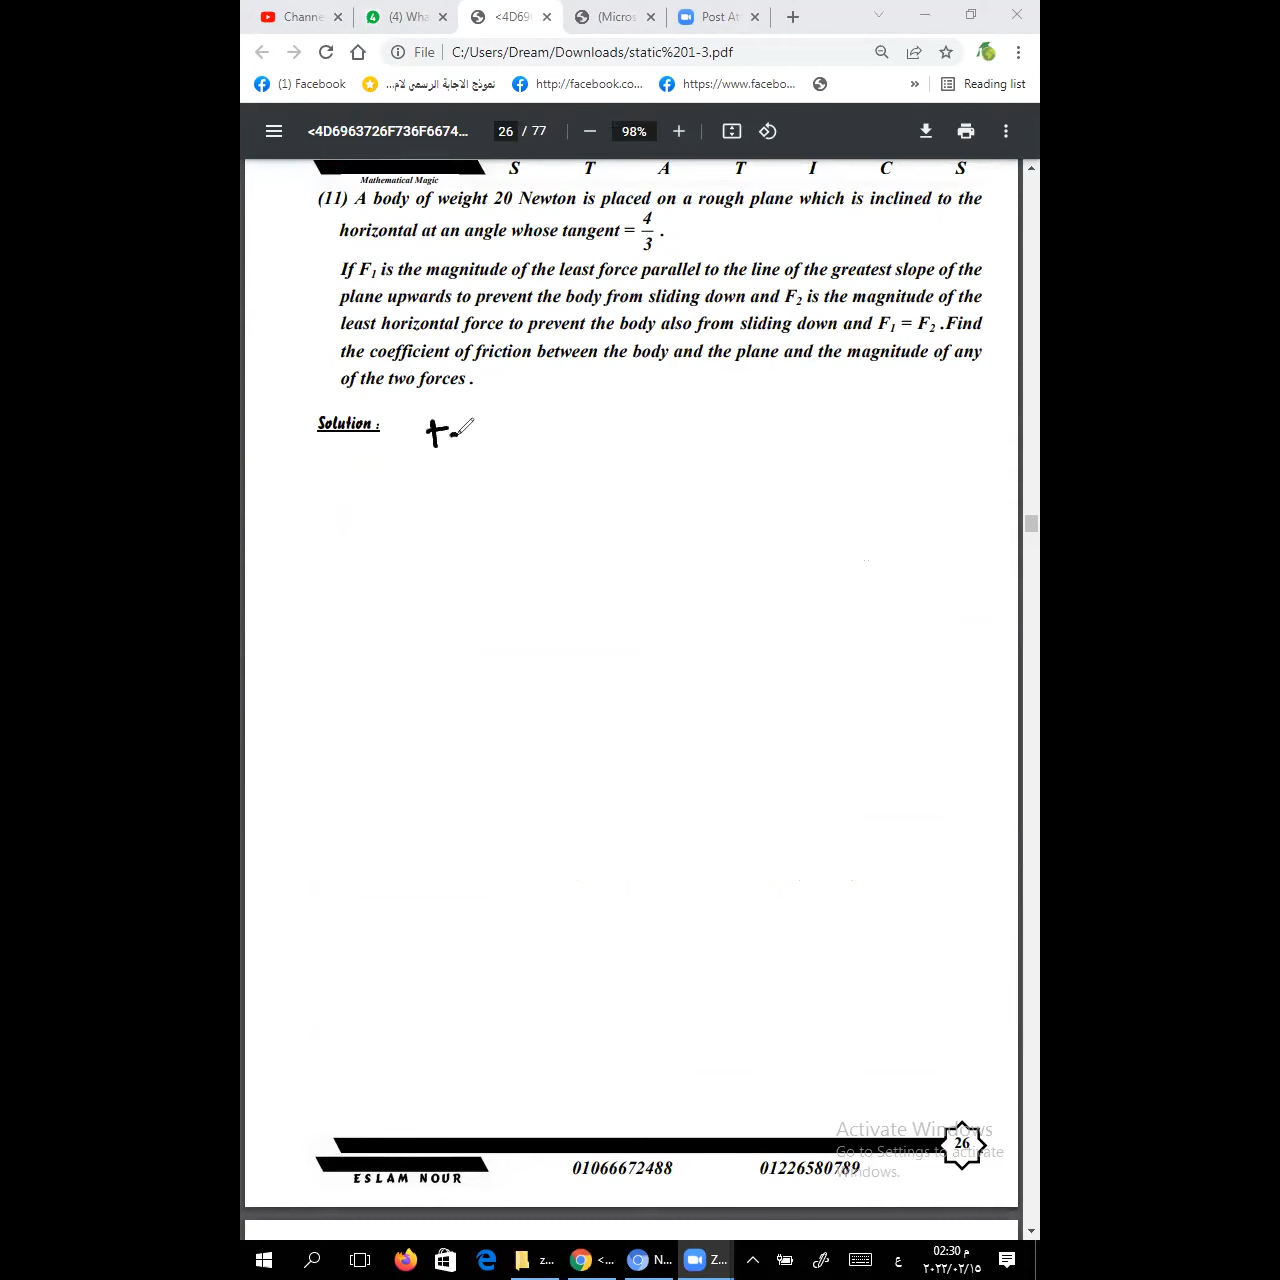 Channe
(4) Wha
<4D69
(Micros
Post At
File
C:/Users/Dream/Downloads/static%201-3.pdf
(1) Facebook
نموذج الاجابة الرسمى لام...
http://facebook.co...
https://www.facebo...
»
Reading list
<4D6963726F736F6674...
26 / 77
98%
S T A T I C S
Mathematical Magic
(11) A body of weight 20 Newton is placed on a rough plane which is inclined to the
horizontal at an angle whose tangent = 4/3 .
If F₁ is the magnitude of the least force parallel to the line of the greatest slope of the
plane upwards to prevent the body from sliding down and F₂ is the magnitude of the
least horizontal force to prevent the body also from sliding down and F₁ = F₂ .Find
the coefficient of friction between the body and the plane and the magnitude of any
of the two forces .
Solution :
Activate Windows
Go to Settings to activate
Windows.
26
01066672488 01226580789
ESLAM NOUR
z...
<...
N...
Z...
ع
02:30 م
٢٠٢٢/٠٢/١٥